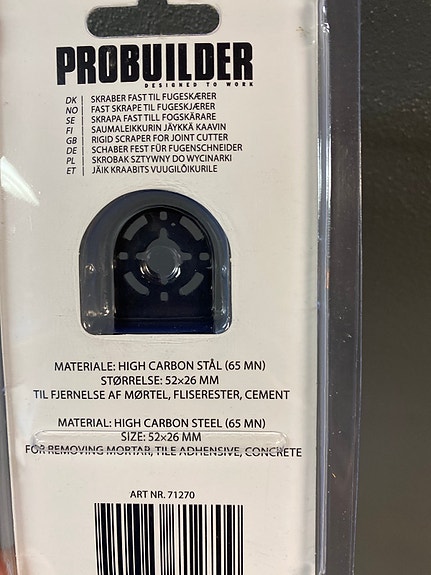 PROBUILDER
DESIGNED TO WORK
DK | SKRABER FAST TIL FUGESKÆRER
NO | FAST SKRAPE TIL FUGESKJÆRER
SE | SKRAPA FAST TILL FOGSKÄRARE
FI | SAUMALEIKKURIN JÄYKKÄ KAAVIN
GB | RIGID SCRAPER FOR JOINT CUTTER
DE | SCHABER FEST FÜR FUGENSCHNEIDER
PL | SKROBAK SZTYWNY DO WYCINARKI
ET | JÄIK KRAABITS VUUGILÕIKURILE
MATERIALE: HIGH CARBON STÅL (65 MN)
STØRRELSE: 52×26 MM
TIL FJERNELSE AF MØRTEL, FLISERESTER, CEMENT
MATERIAL: HIGH CARBON STEEL (65 MN)
SIZE: 52×26 MM
FOR REMOVING MORTAR, TILE ADHENSIVE, CONCRETE
ART NR. 71270